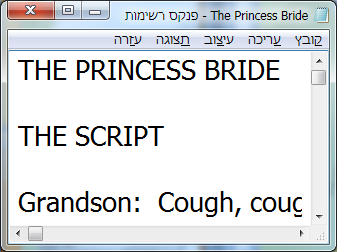 The Princess Bride - פנקס רשימות
קובץ עריכה עיצוב תצוגה עזרה
THE PRINCESS BRIDE
THE SCRIPT
Grandson:  Cough, coug